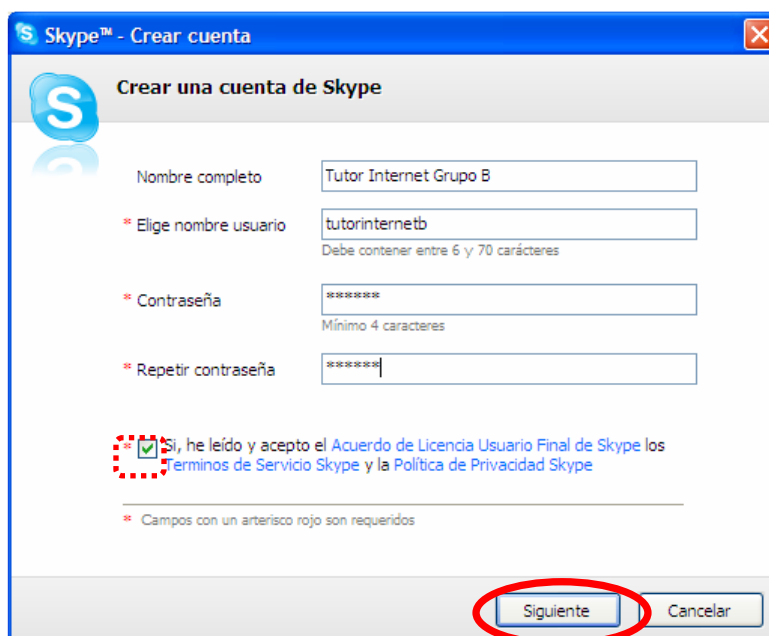 Skype™ - Crear cuenta
Crear una cuenta de Skype
Nombre completo
Tutor Internet Grupo B
* Elige nombre usuario
tutorinternetb
Debe contener entre 6 y 70 carácteres
* Contraseña
******
Mínimo 4 caracteres
* Repetir contraseña
******
* Si, he leído y acepto el Acuerdo de Licencia Usuario Final de Skype los
Terminos de Servicio Skype y la Política de Privacidad Skype
* Campos con un arterisco rojo son requeridos
Siguiente
Cancelar